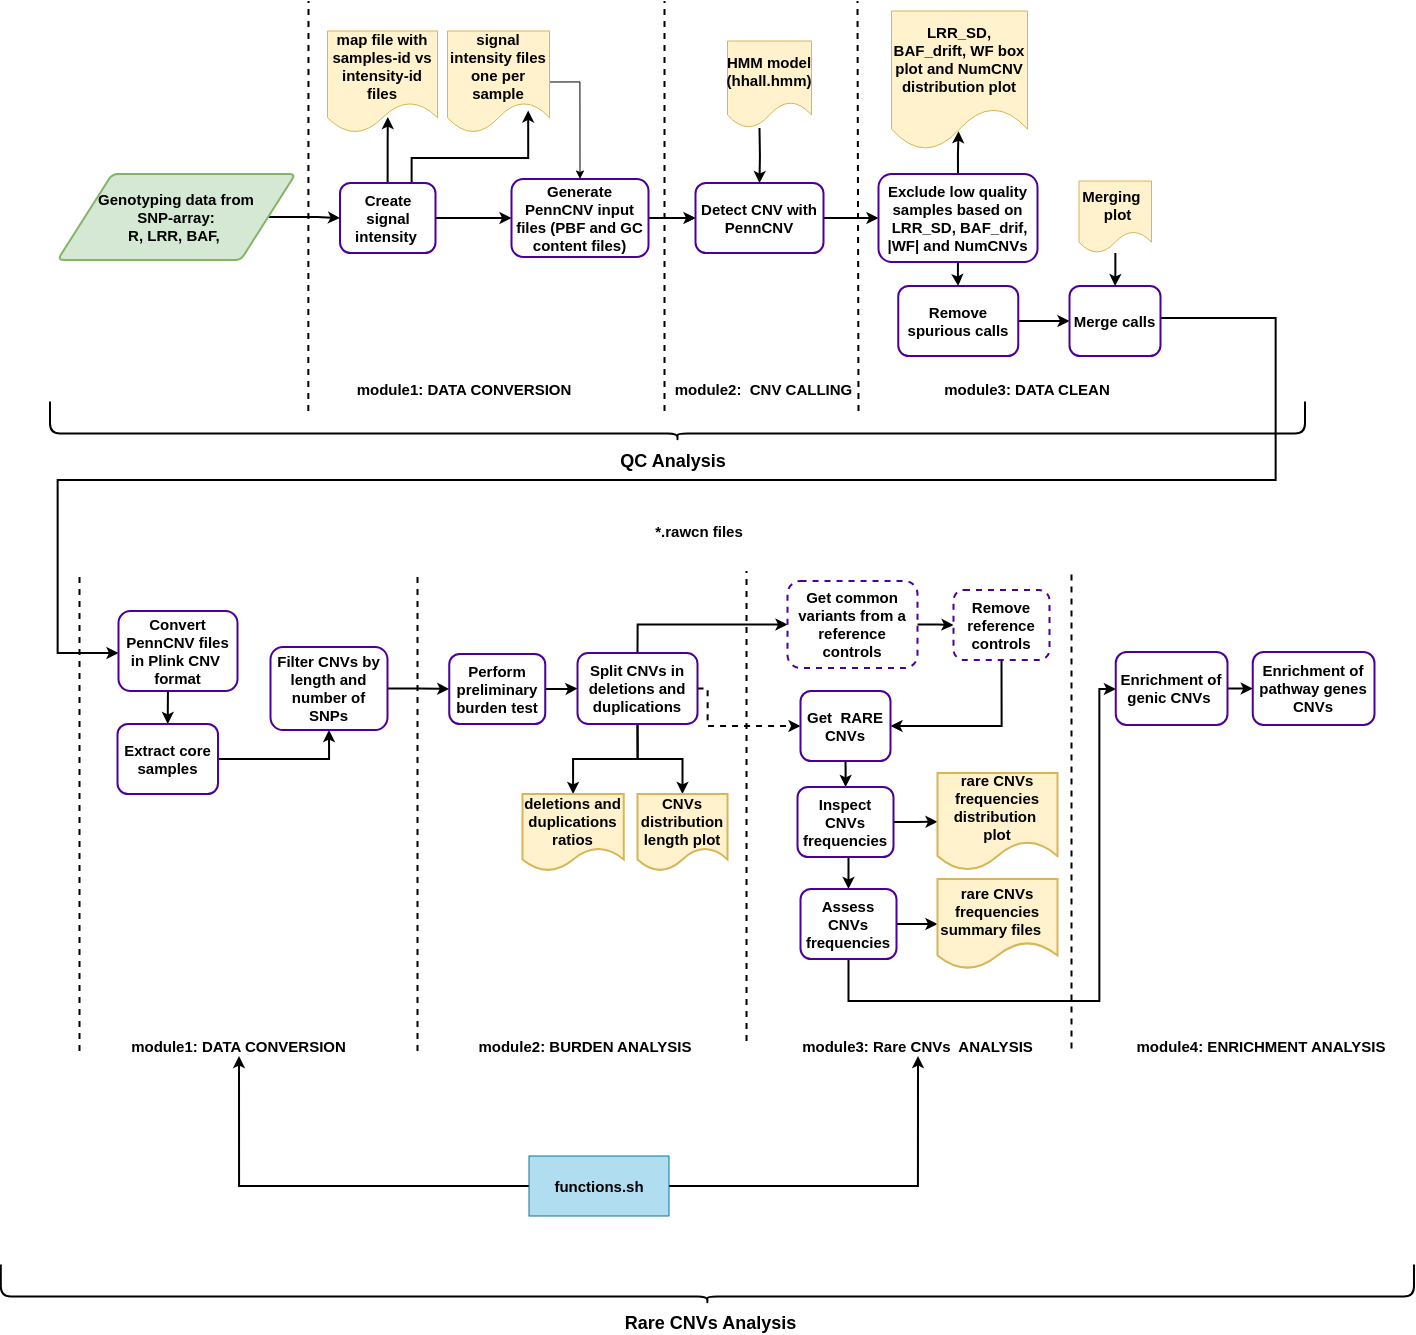 map file with
samples-id vs
intensity-id
files
signal
intensity files
one per
sample
HMM model
(hhall.hmm)
LRR_SD,
BAF_drift, WF box
plot and NumCNV
distribution plot
Genotyping data from
SNP-array:
R, LRR, BAF,
Create
signal
intensity
Generate
PennCNV input
files (PBF and GC
content files)
Detect CNV with
PennCNV
Exclude low quality
samples based on
LRR_SD, BAF_drif,
|WF| and NumCNVs
Merging
plot
Remove
spurious calls
Merge calls
module1: DATA CONVERSION
module2: CNV CALLING
module3: DATA CLEAN
QC Analysis
*.rawcn files
Convert
PennCNV files
in Plink CNV
format
Extract core
samples
Filter CNVs by
length and
number of
SNPs
Perform
preliminary
burden test
Split CNVs in
deletions and
duplications
deletions and
duplications
ratios
CNVs
distribution
length plot
Get common
variants from a
reference
controls
Remove
reference
controls
Get RARE
CNVs
Inspect
CNVs
frequencies
rare CNVs
frequencies
distribution
plot
Assess
CNVs
frequencies
rare CNVs
frequencies
summary files
Enrichment of
genic CNVs
Enrichment of
pathway genes
CNVs
module1: DATA CONVERSION
module2: BURDEN ANALYSIS
module3: Rare CNVs ANALYSIS
module4: ENRICHMENT ANALYSIS
functions.sh
Rare CNVs Analysis